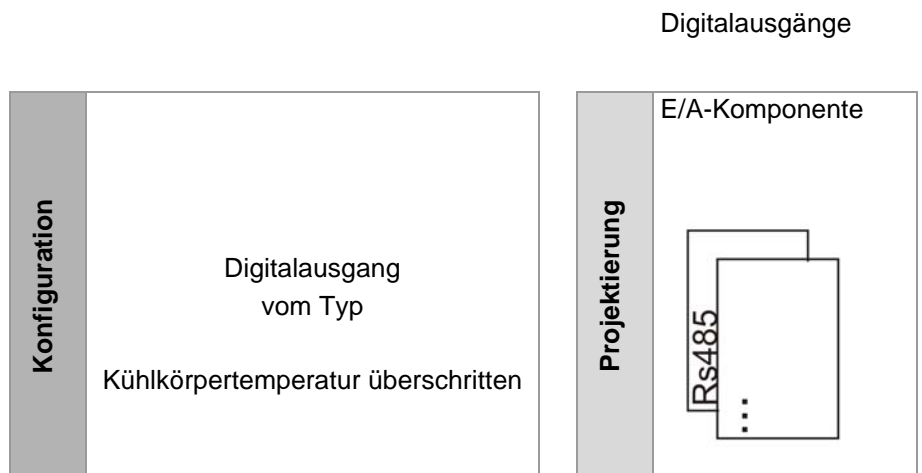 Digitalausgänge
Konfiguration
Digitalausgang
vom Typ
Kühlkörpertemperatur überschritten
Projektierung
E/A-Komponente
Rs485
...